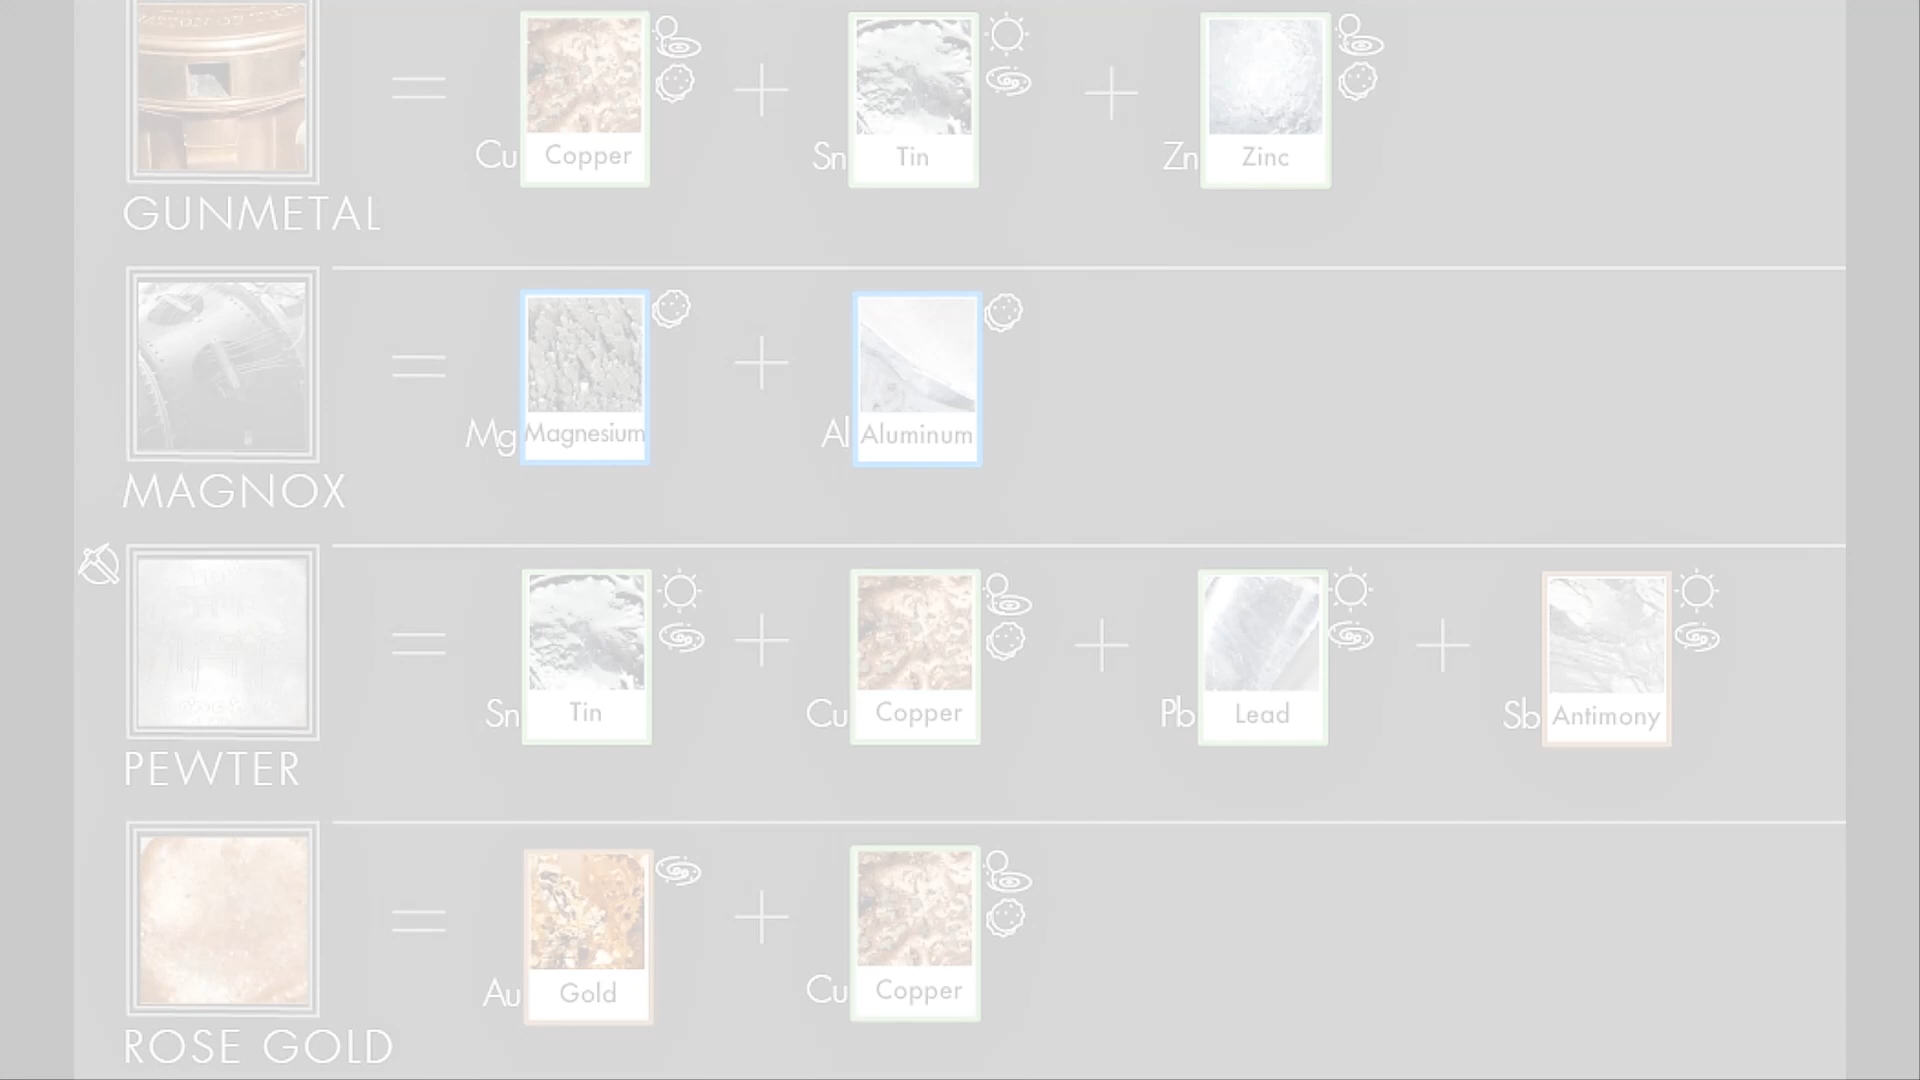 GUNMETAL
=
Cu Copper
+
Sn Tin
+
Zn Zinc
MAGNOX
=
Mg Magnesium
+
Al Aluminum
PEWTER
=
Sn Tin
+
Cu Copper
+
Pb Lead
+
Sb Antimony
ROSE GOLD
=
Au Gold
+
Cu Copper